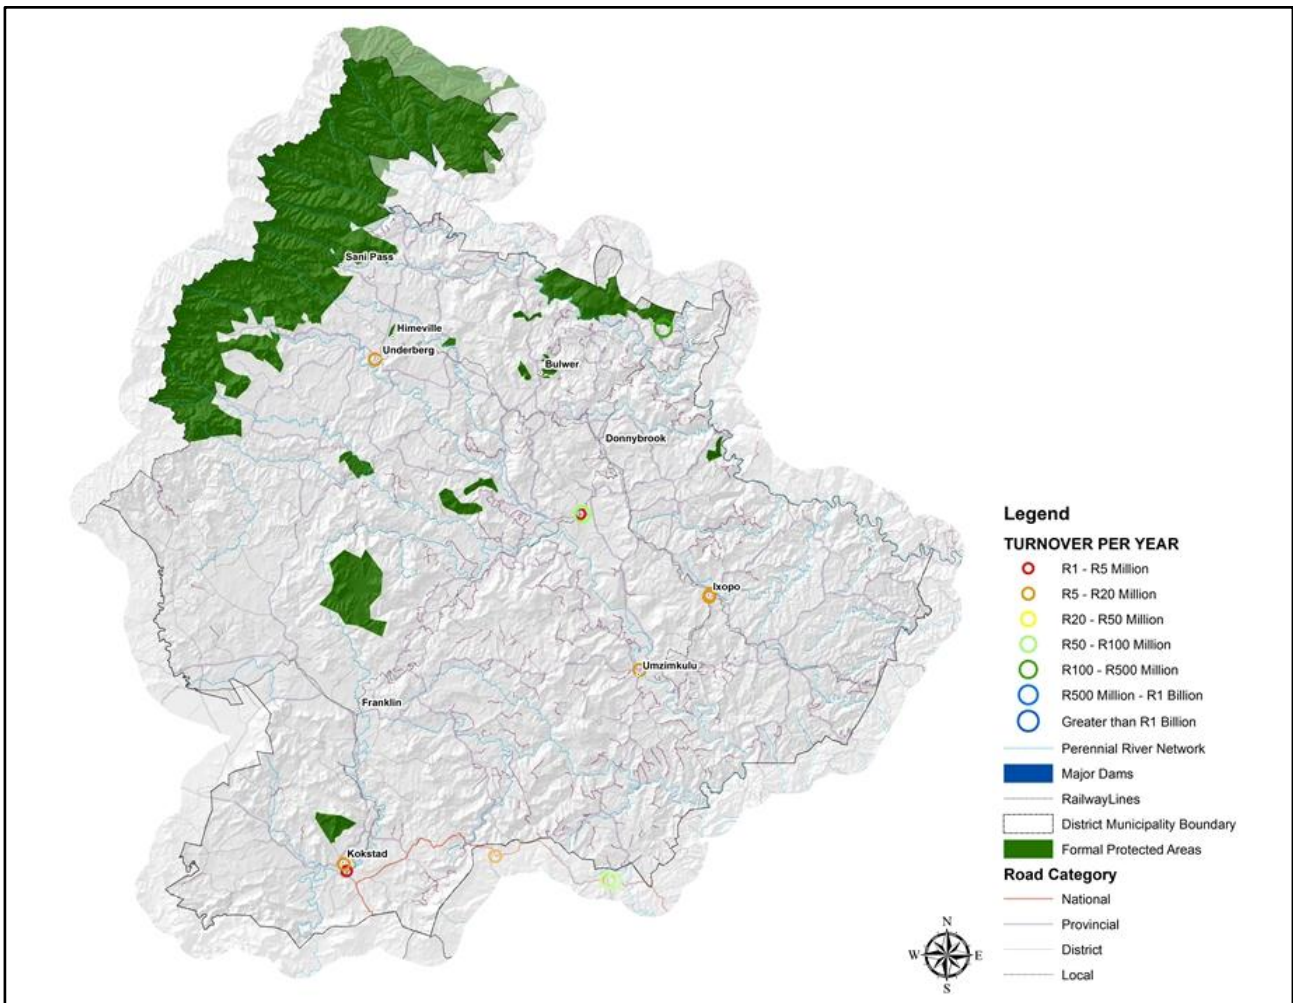 Sani Pass
Himeville
Underberg
Bulwer
Donnybrook
Ixopo
Umzimkulu
Franklin
Kokstad
Legend
TURNOVER PER YEAR
R1 - R5 Million
R5 - R20 Million
R20 - R50 Million
R50 - R100 Million
R100 - R500 Million
R500 Million - R1 Billion
Greater than R1 Billion
Perennial River Network
Major Dams
RailwayLines
District Municipality Boundary
Formal Protected Areas
Road Category
National
Provincial
District
Local
N
W E
S